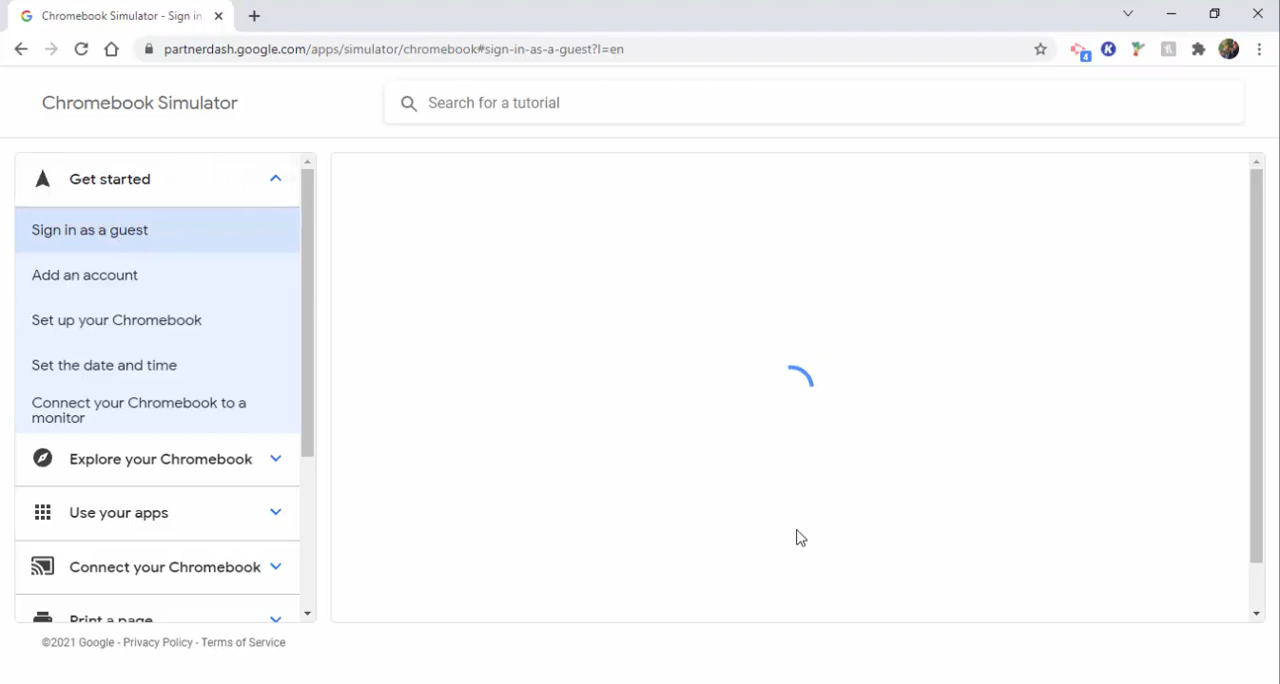 Chromebook Simulator - Sign in
partnerdash.google.com/apps/simulator/chromebook#sign-in-as-a-guest?l=en
4
K
Chromebook Simulator
Search for a tutorial
Get started
Sign in as a guest
Add an account
Set up your Chromebook
Set the date and time
Connect your Chromebook to a
monitor
Explore your Chromebook
Use your apps
Connect your Chromebook
Print a page
©2021 Google - Privacy Policy - Terms of Service